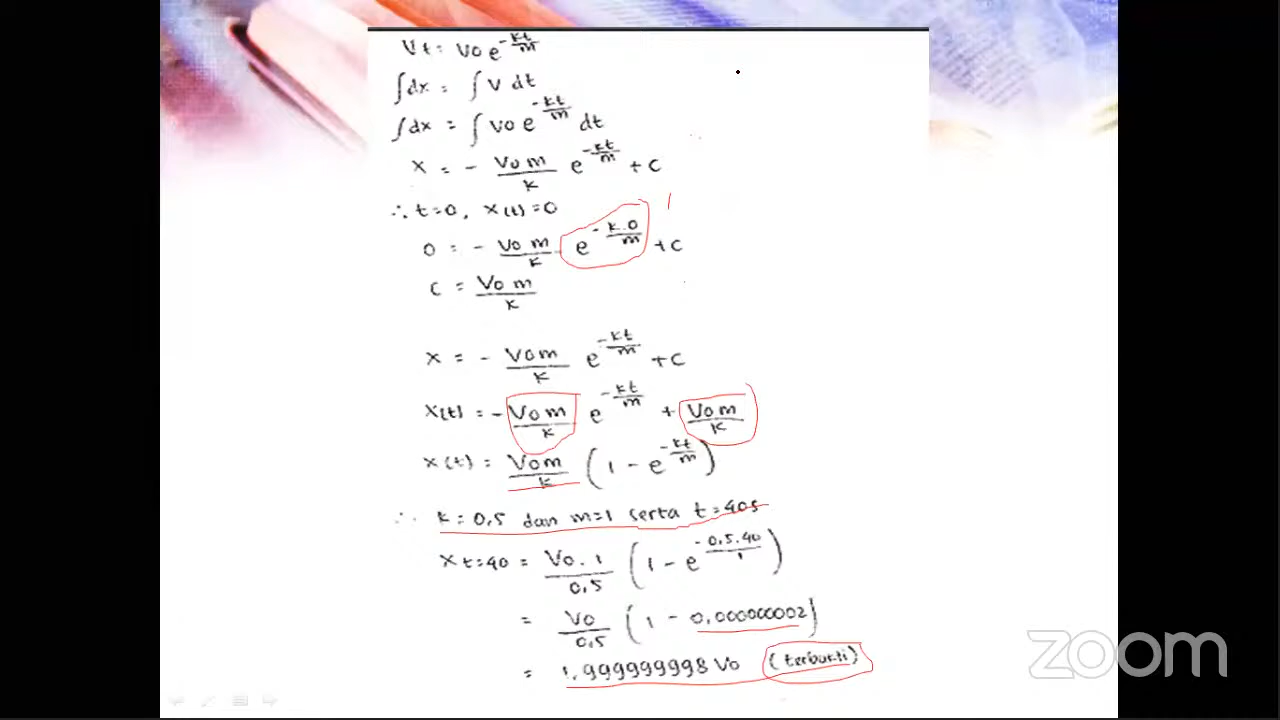 Vt = Vo e^{-kt/m}
∫dx = ∫ V dt
∫dx = ∫ Vo e^{-kt/m} dt
x = - Vo m/k e^{-kt/m} + c
∴ t=0, x(t)=0
0 = - Vo m/k e^{-k.0/m} + c
1
c = Vo m/k
x = - Vo m/k e^{-kt/m} + c
x(t) = - Vo m/k e^{-kt/m} + Vo m/k
x(t) = Vo m/k (1 - e^{-kt/m})
∴ k = 0,5 dan m=1 serta t=40s
x t=40 = Vo . 1/0,5 (1 - e^{-0,5.40/1})
= Vo/0,5 (1 - 0,000000002)
= 1,999999998 Vo (terbukti)
zoom